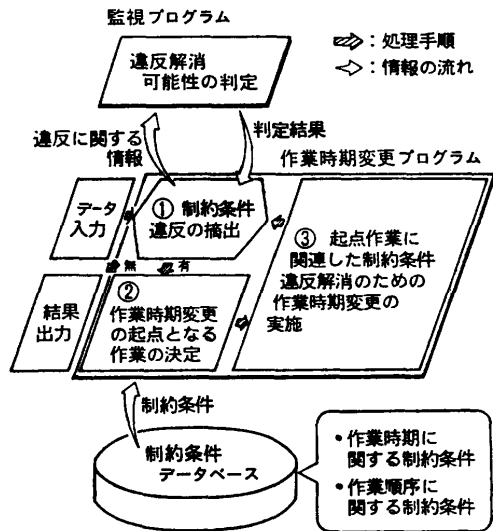 監視プログラム
違反解消
可能性の判定
：処理手順
：情報の流れ
違反に関する
情報
判定結果
作業時期変更プログラム
データ
入力
① 制約条件
違反の摘出
無
有
結果
出力
②
作業時期変更
の起点となる
作業の決定
③ 起点作業に
関連した制約条件
違反解消のための
作業時期変更の
実施
制約条件
制約条件
データベース
・作業時期に
関する制約条件
・作業順序に
関する制約条件